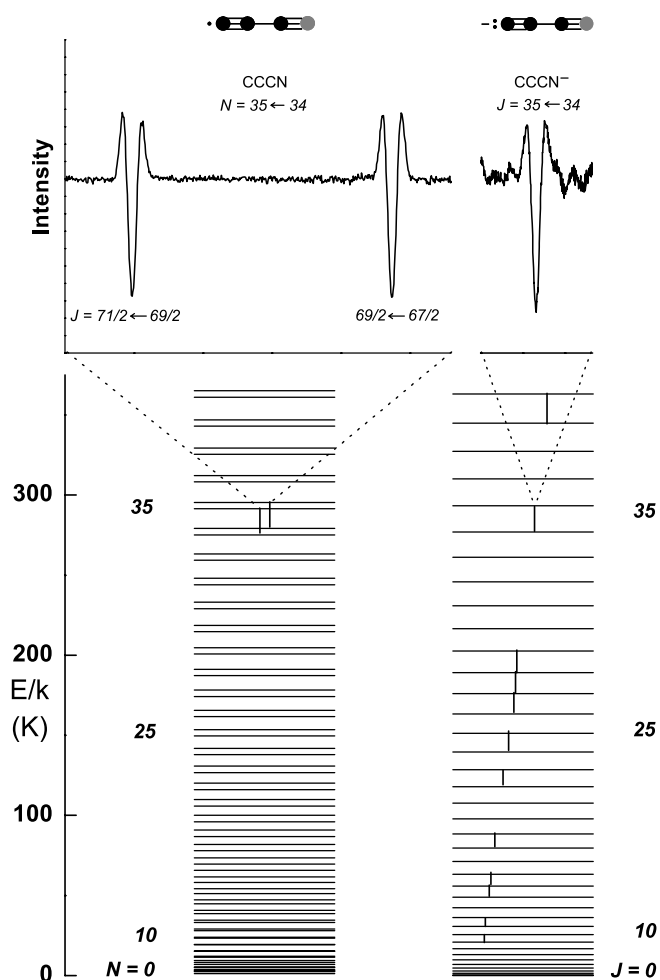 CCCN
CCCN⁻
N = 35 ← 34
J = 35 ← 34
Intensity
J = 71/2 ← 69/2
69/2 ← 67/2
300
35
35
200
E/k
(K)
25
25
100
10
10
0
N = 0
J = 0